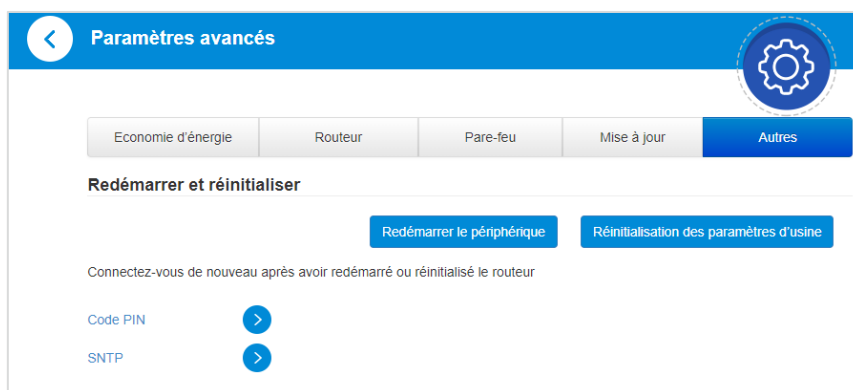 Paramètres avancés
Economie d'énergie Routeur Pare-feu Mise à jour Autres
Redémarrer et réinitialiser
Redémarrer le périphérique Réinitialisation des paramètres d'usine
Connectez-vous de nouveau après avoir redémarré ou réinitialisé le routeur
Code PIN
SNTP